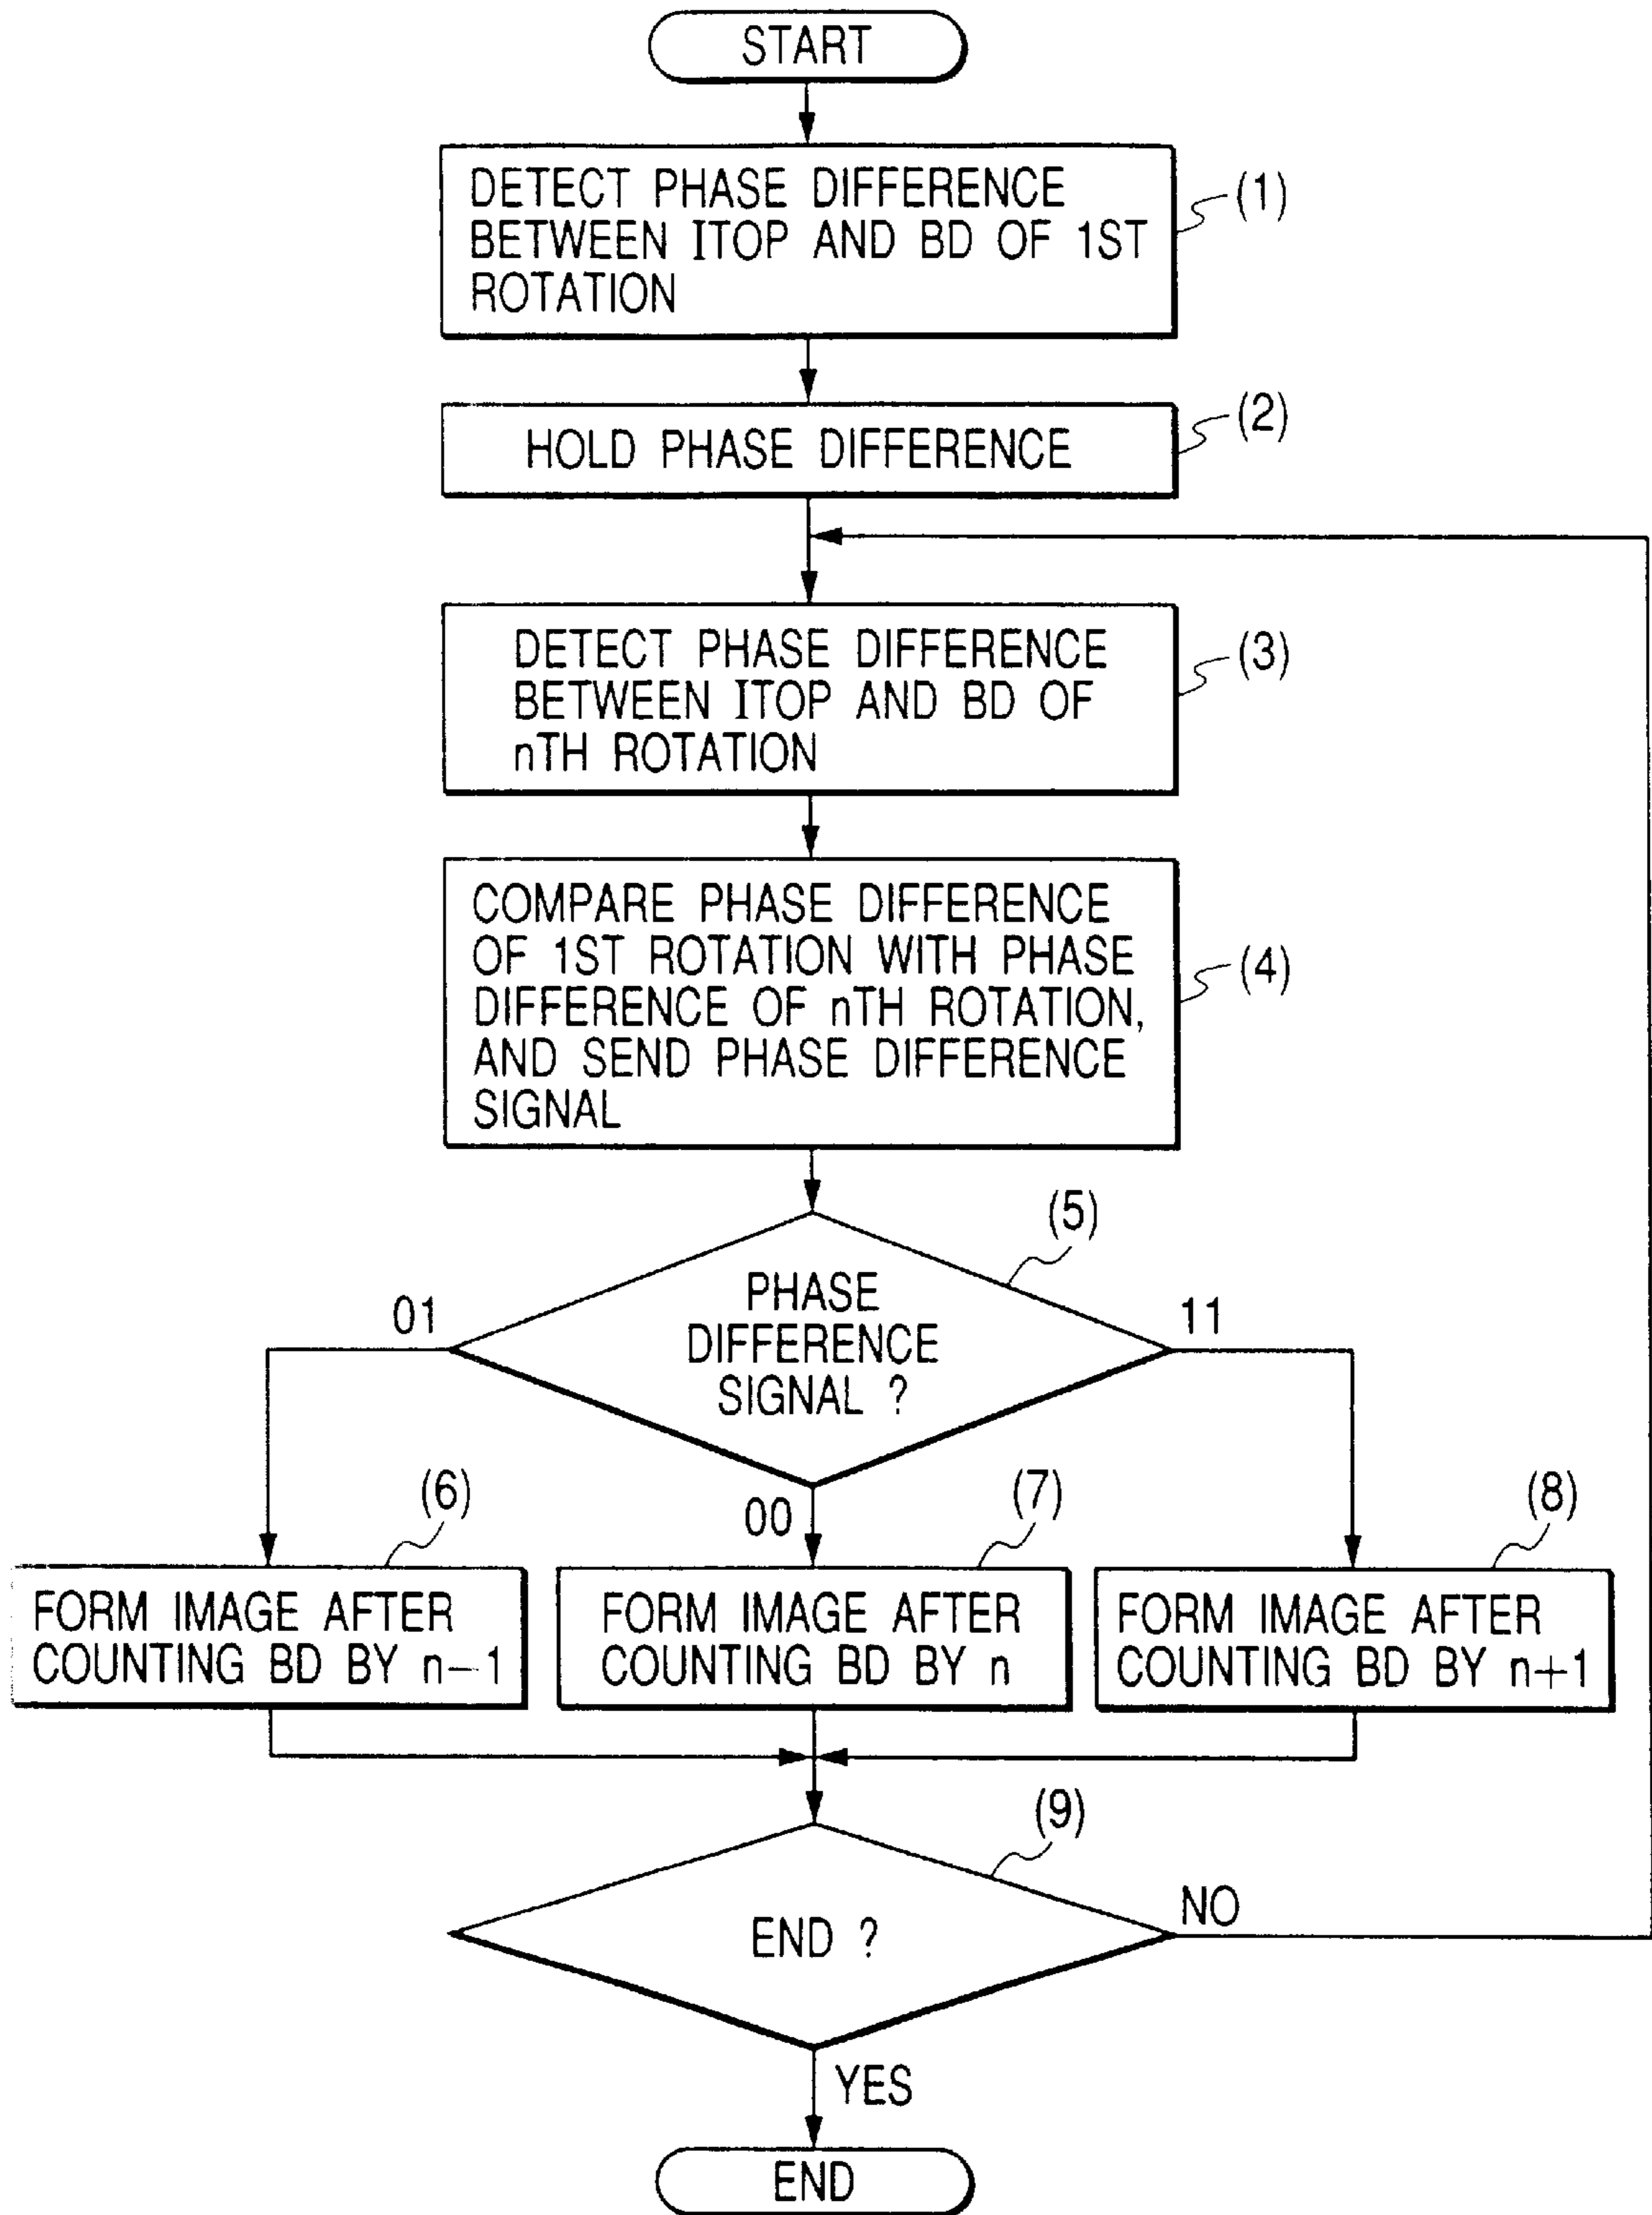 START
DETECT PHASE DIFFERENCE
BETWEEN ITOP AND BD OF 1ST
ROTATION
(1)
HOLD PHASE DIFFERENCE
(2)
DETECT PHASE DIFFERENCE
BETWEEN ITOP AND BD OF
nTH ROTATION
(3)
COMPARE PHASE DIFFERENCE
OF 1ST ROTATION WITH PHASE
DIFFERENCE OF nTH ROTATION,
AND SEND PHASE DIFFERENCE
SIGNAL
(4)
(5)
PHASE
DIFFERENCE
SIGNAL ?
01
11
00
(6)
FORM IMAGE AFTER
COUNTING BD BY n-1
(7)
FORM IMAGE AFTER
COUNTING BD BY n
(8)
FORM IMAGE AFTER
COUNTING BD BY n+1
(9)
END ?
NO
YES
END